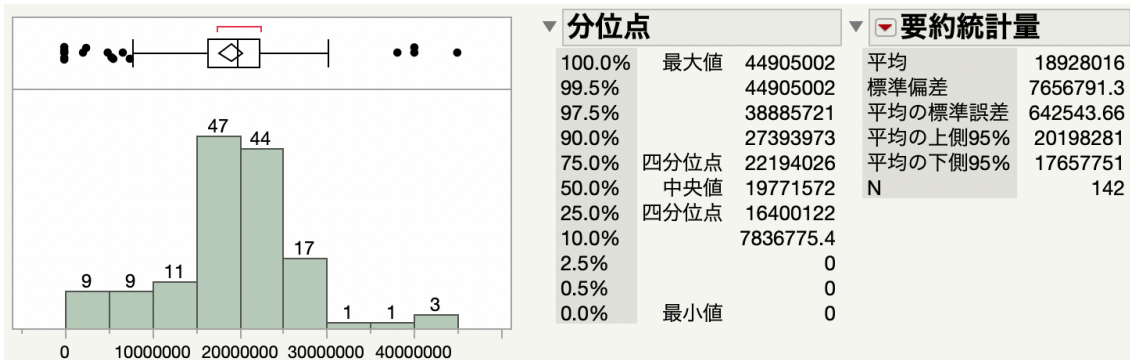 47
44
17
11
9
9
3
1
1
0
10000000
20000000
30000000
40000000
分位点
100.0% 最大値 44905002
99.5% 44905002
97.5% 38885721
90.0% 27393973
75.0% 四分位点 22194026
50.0% 中央値 19771572
25.0% 四分位点 16400122
10.0% 7836775.4
2.5% 0
0.5% 0
0.0% 最小値 0
要約統計量
平均 18928016
標準偏差 7656791.3
平均の標準誤差 642543.66
平均の上側95% 20198281
平均の下側95% 17657751
N 142